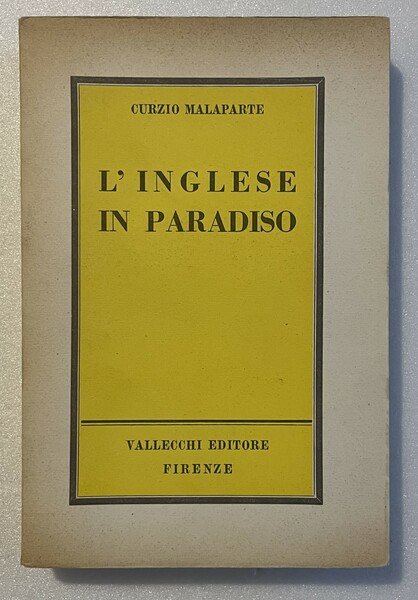 CURZIO MALAPARTE
L'INGLESE
IN PARADISO
VALLECCHI EDITORE
FIRENZE